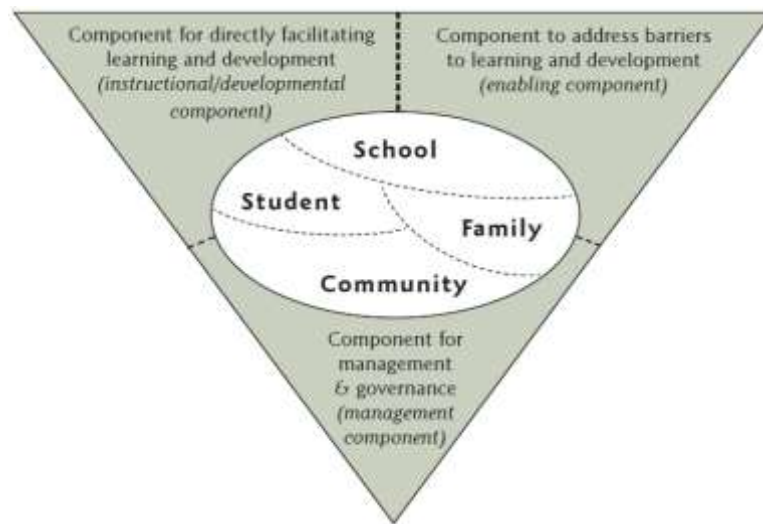 Component for directly facilitating
learning and development
(instructional/developmental
component)
Component to address barriers
to learning and development
(enabling component)
School
Student
Family
Community
Component for
management
& governance
(management
component)